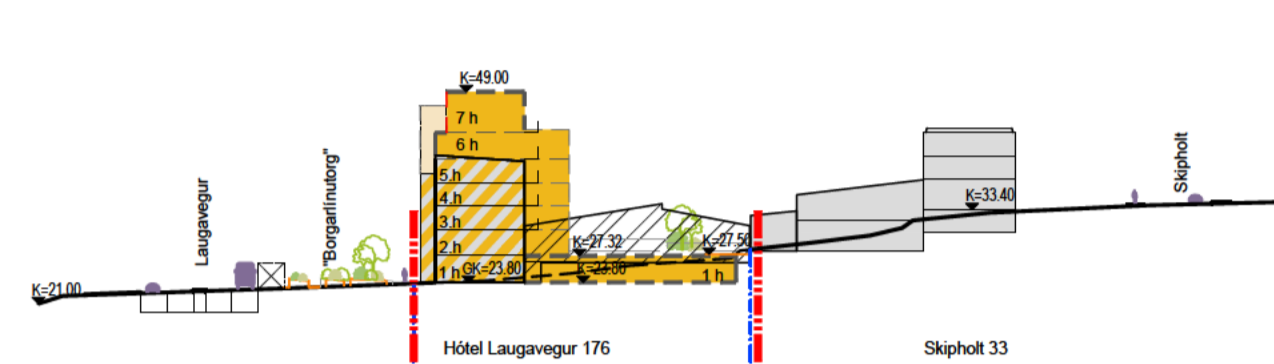 K=49.00
7 h
6 h
5.h
4.h
3.h
2.h
1 h
GK=23.80
K=23.80
K=27.32
K=27.50
1 h
K=33.40
K=21.00
Laugavegur
"Borgarlínutorg"
Skipholt
Hótel Laugavegur 176
Skipholt 33